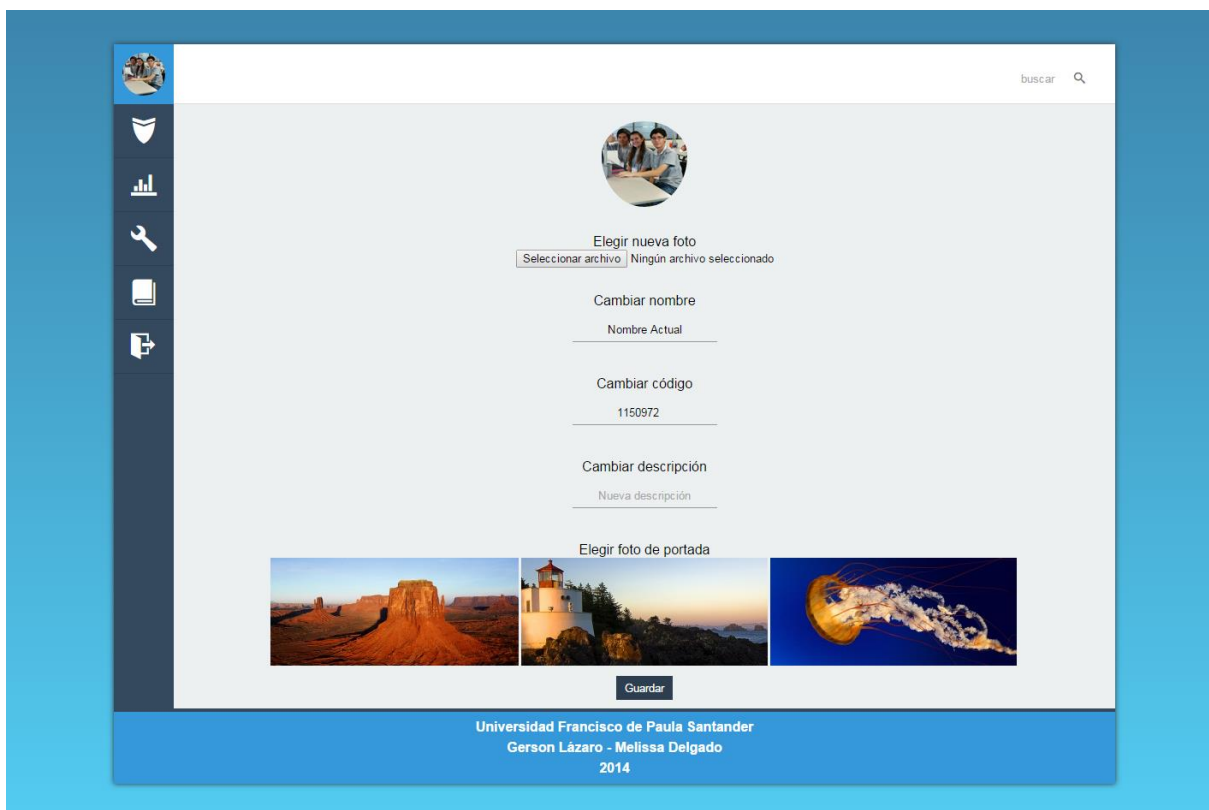 buscar
Elegir nueva foto
Seleccionar archivo Ningún archivo seleccionado
Cambiar nombre
Nombre Actual
Cambiar código
1150972
Cambiar descripción
Nueva descripción
Elegir foto de portada
Guardar
Universidad Francisco de Paula Santander
Gerson Lázaro - Melissa Delgado
2014